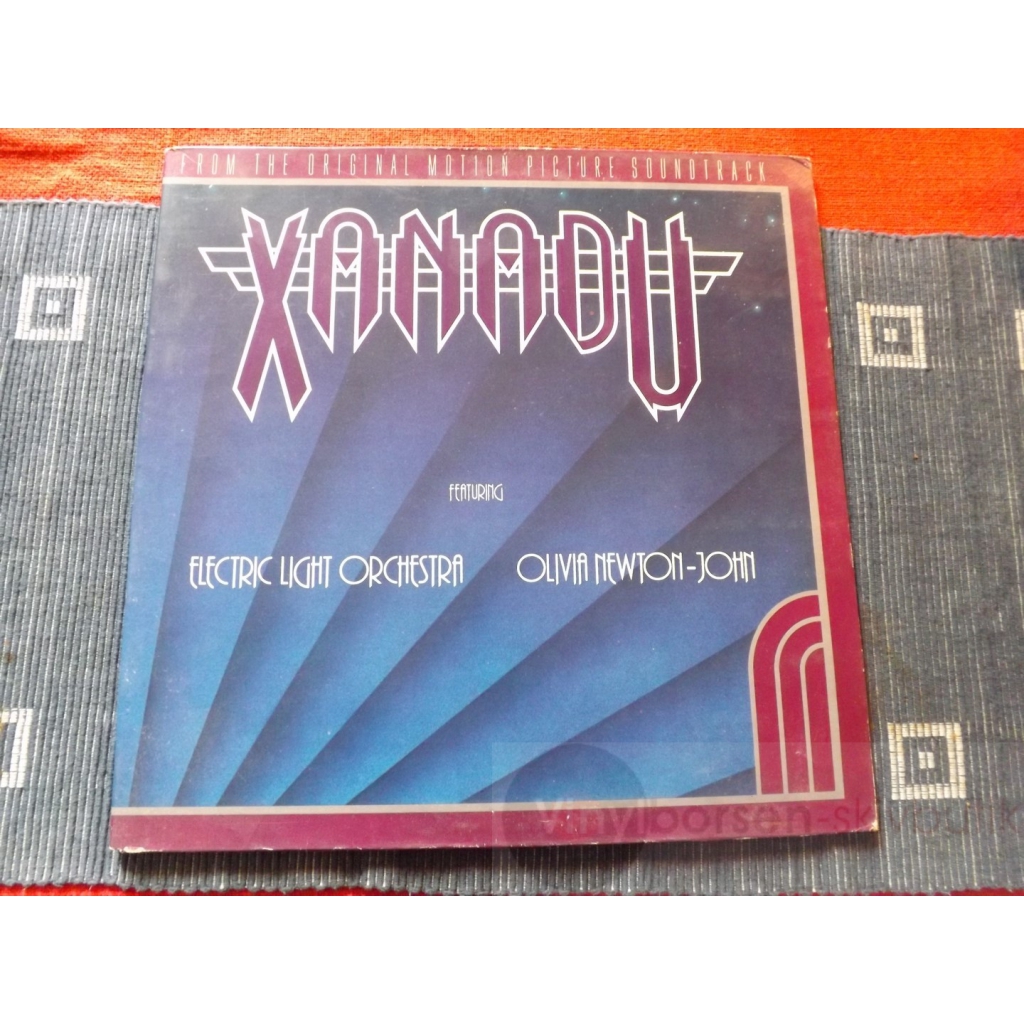 FROM THE ORIGINAL MOTION PICTURE SOUNDTRACK
XANADU
FEATURING
ELECTRIC LIGHT ORCHESTRA
OLIVIA NEWTON-JOHN